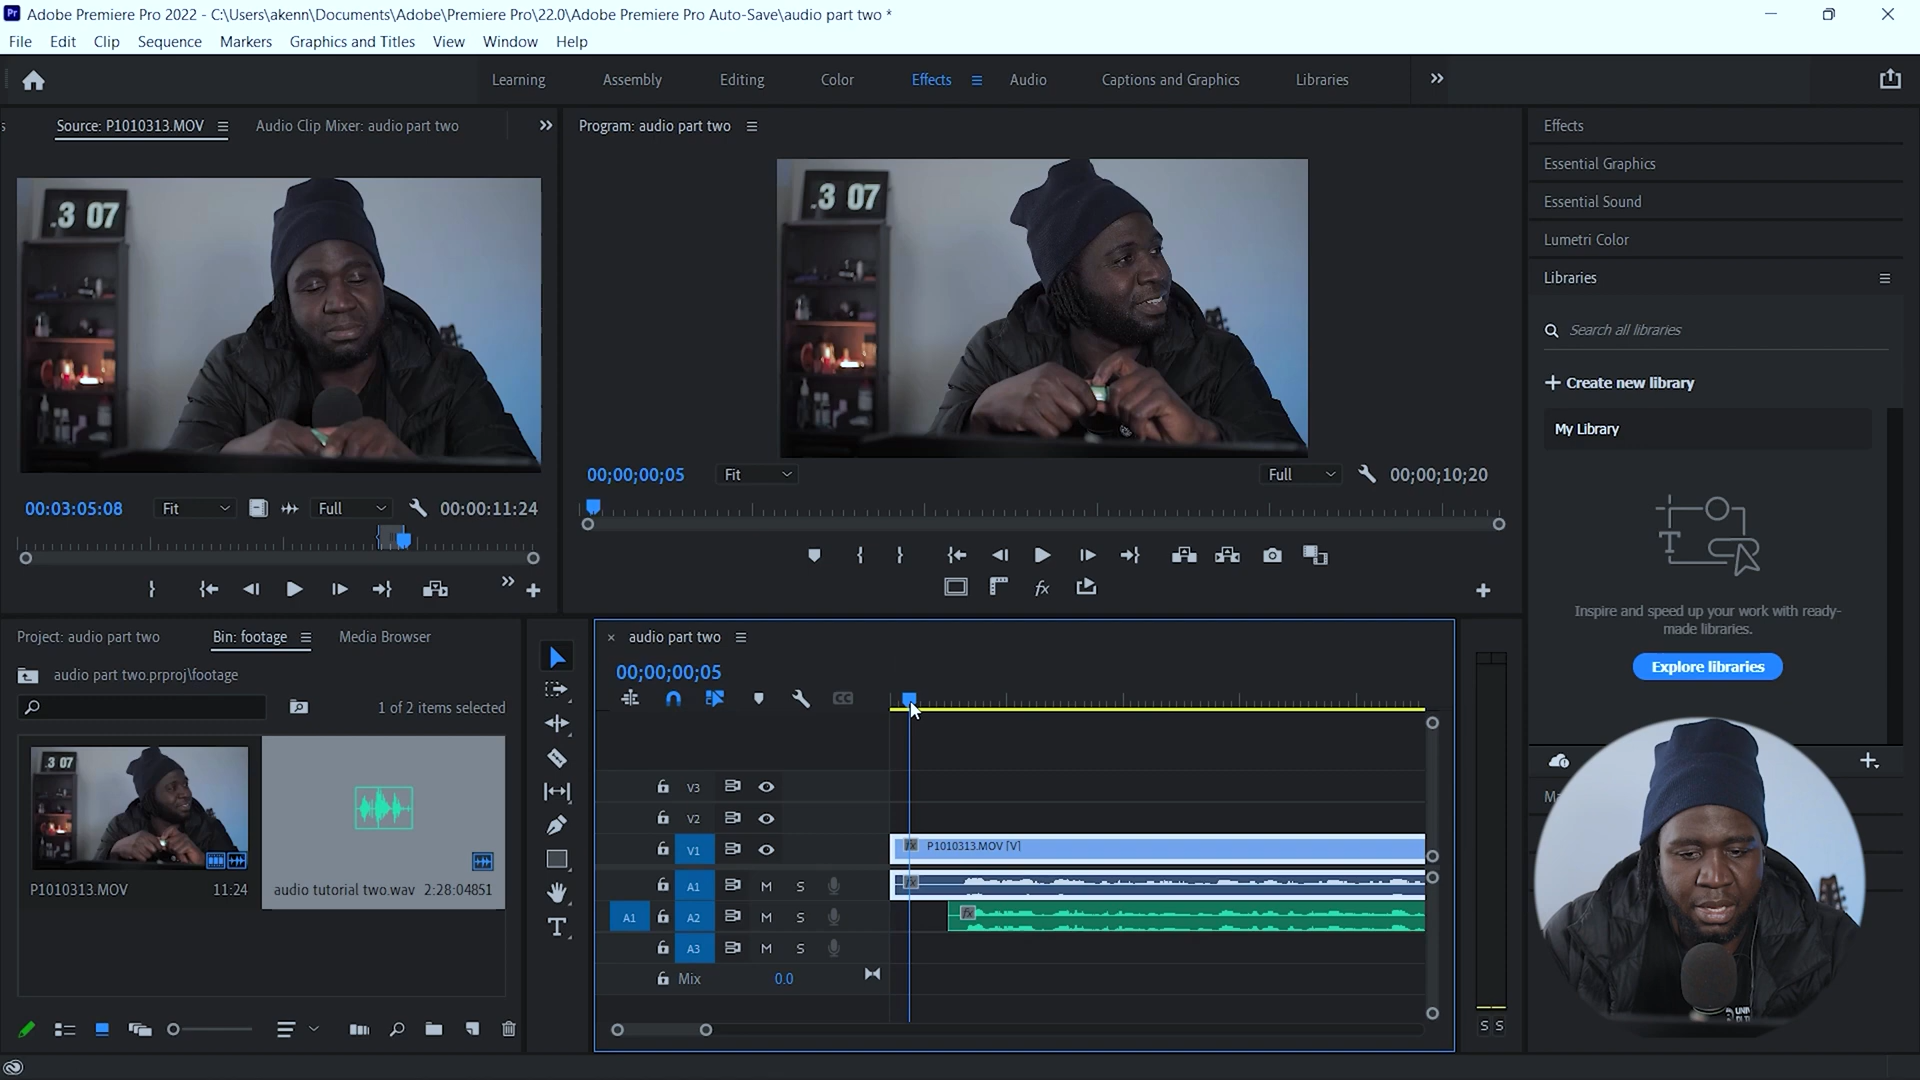 Adobe Premiere Pro 2022 - C:\Users\akenn\Documents\Adobe\Premiere Pro\22.0\Adobe Premiere Pro Auto-Save\audio part two *
File Edit Clip Sequence Markers Graphics and Titles View Window Help
Learning Assembly Editing Color Effects Audio Captions and Graphics Libraries
Source: P1010313.MOV Audio Clip Mixer: audio part two
Program: audio part two
Effects
Essential Graphics
Essential Sound
Lumetri Color
Libraries
Search all libraries
Create new library
My Library
Inspire and speed up your work with ready-
made libraries.
Explore libraries
3 07
3 07
00:03:05:08 Fit Full 00:00:11:24
00;00;00;05 Fit Full 00;00;10;20
Project: audio part two Bin: footage Media Browser
audio part two.prproj\footage
1 of 2 items selected
3 07
P1010313.MOV 11:24
audio tutorial two.wav 2:28:04851
audio part two
00;00;00;05
V3
V2
V1 P1010313.MOV [V]
A1 M S
A1 A2 M S
A3 M S
Mix 0.0
S S